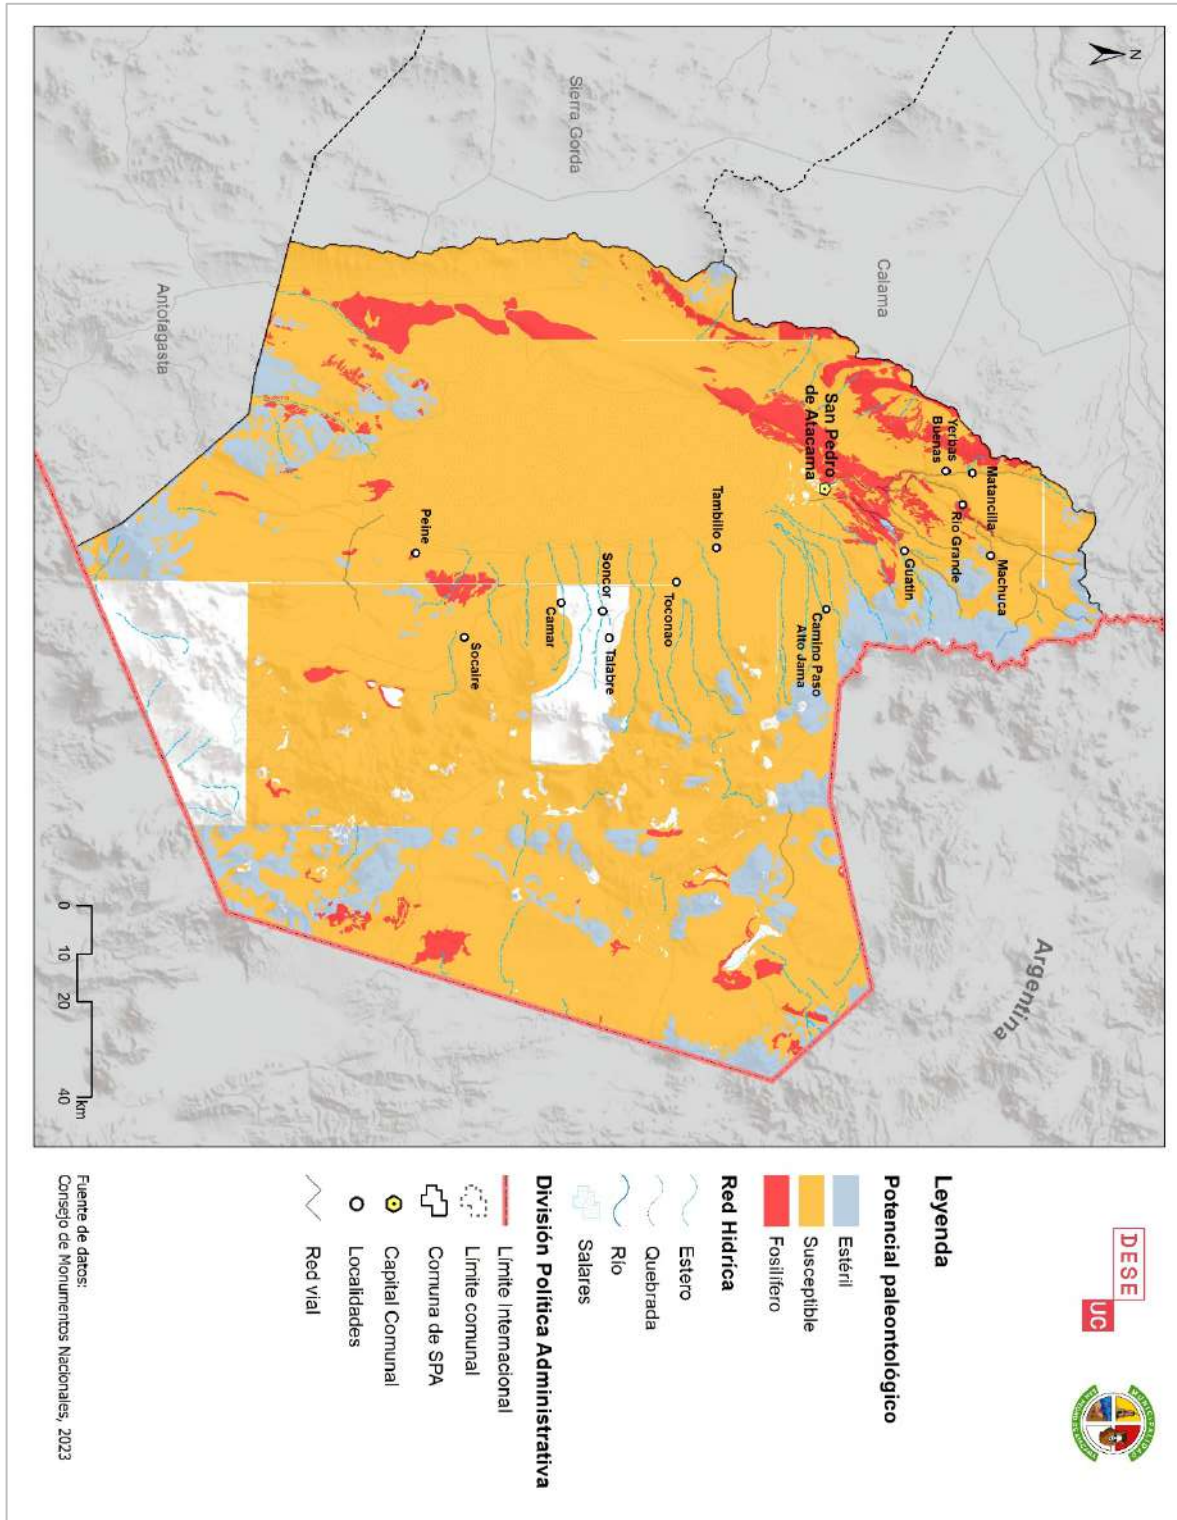 N
Sierra Gorda
Calama
Antofagasta
Argentina
Yerbas
Buenas
Matancilla
Río Grande
Machuca
Guatin
San Pedro
de Atacama
Camino Paso
Alto Jama
Tambillo
Toconao
Soncor
Talabre
Camar
Peine
Socaire
0 10 20 40
km
DESE
UC
MUNICIPALIDAD
Leyenda
Potencial paleontológico
Estéril
Susceptible
Fosilífero
Red Hidríca
Estero
Quebrada
Río
Salares
División Política Administrativa
Límite Internacional
Límite comunal
Comuna de SPA
Capital Comunal
Localidades
Red vial
Fuente de datos:
Consejo de Monumentos Nacionales, 2023